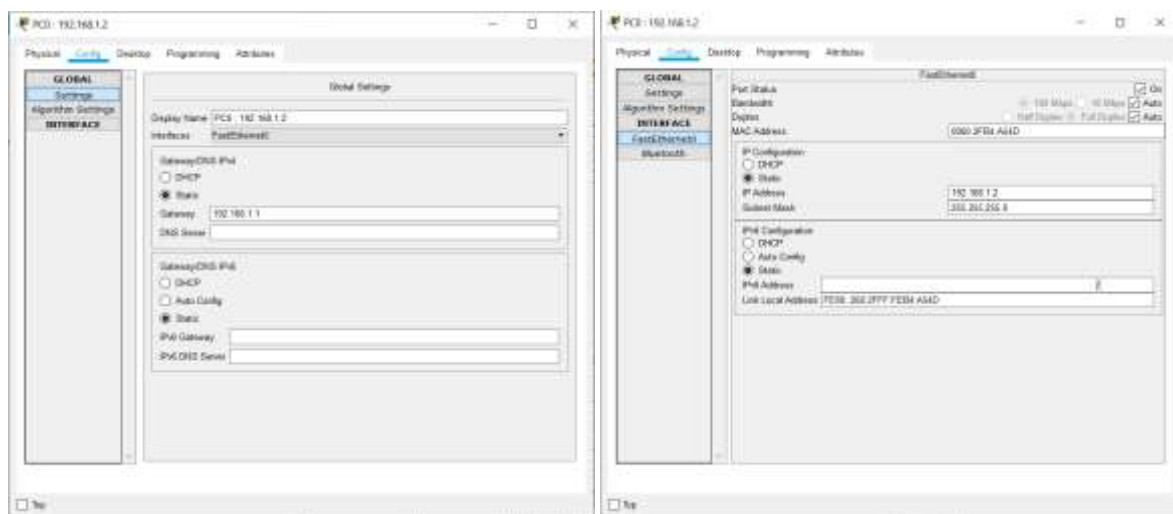 PC0 : 192.168.1.2
Physical Config Desktop Programming Attributes
GLOBAL
Settings
Algorithm Settings
INTERFACE
Global Settings
Display Name PC0 : 192.168.1.2
Interfaces FastEthernet0
Gateway/DNS IPv4
DHCP
Static
Gateway 192.168.1.1
DNS Server
Gateway/DNS IPv6
DHCP
Auto Config
Static
IPv6 Gateway
IPv6 DNS Server
Top
PC0 : 192.168.1.2
Physical Config Desktop Programming Attributes
GLOBAL
Settings
Algorithm Settings
INTERFACE
FastEthernet0
Bluetooth
FastEthernet0
Port Status On
Bandwidth 100 Mbps 10 Mbps Auto
Duplex Half Duplex Full Duplex Auto
MAC Address
IP Configuration
DHCP
Static
IP Address 192.168.1.2
Subnet Mask 255.255.255.0
IPv6 Configuration
DHCP
Auto Config
Static
IPv6 Address /
Link Local Address
Top